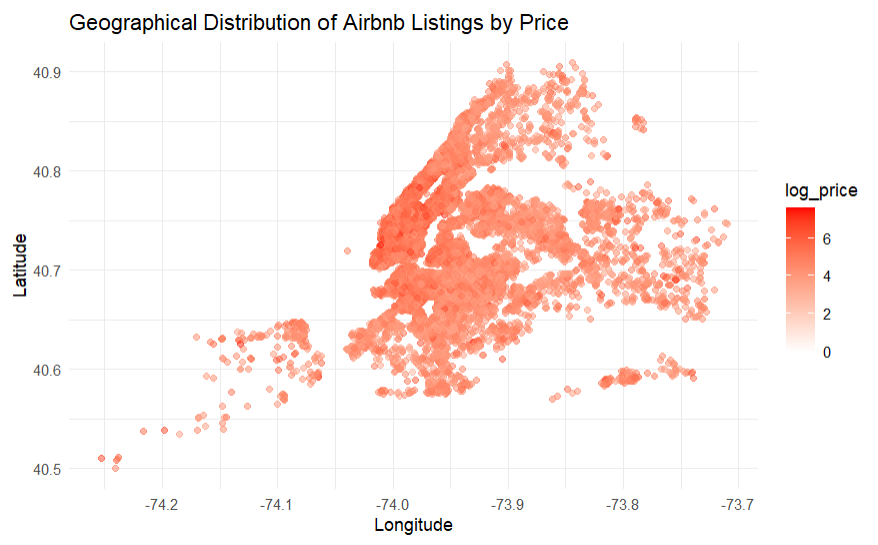 Geographical Distribution of Airbnb Listings by Price
Latitude
40.9
40.8
40.7
40.6
40.5
-74.2 -74.1 -74.0 -73.9 -73.8 -73.7
Longitude
log_price
6
4
2
0